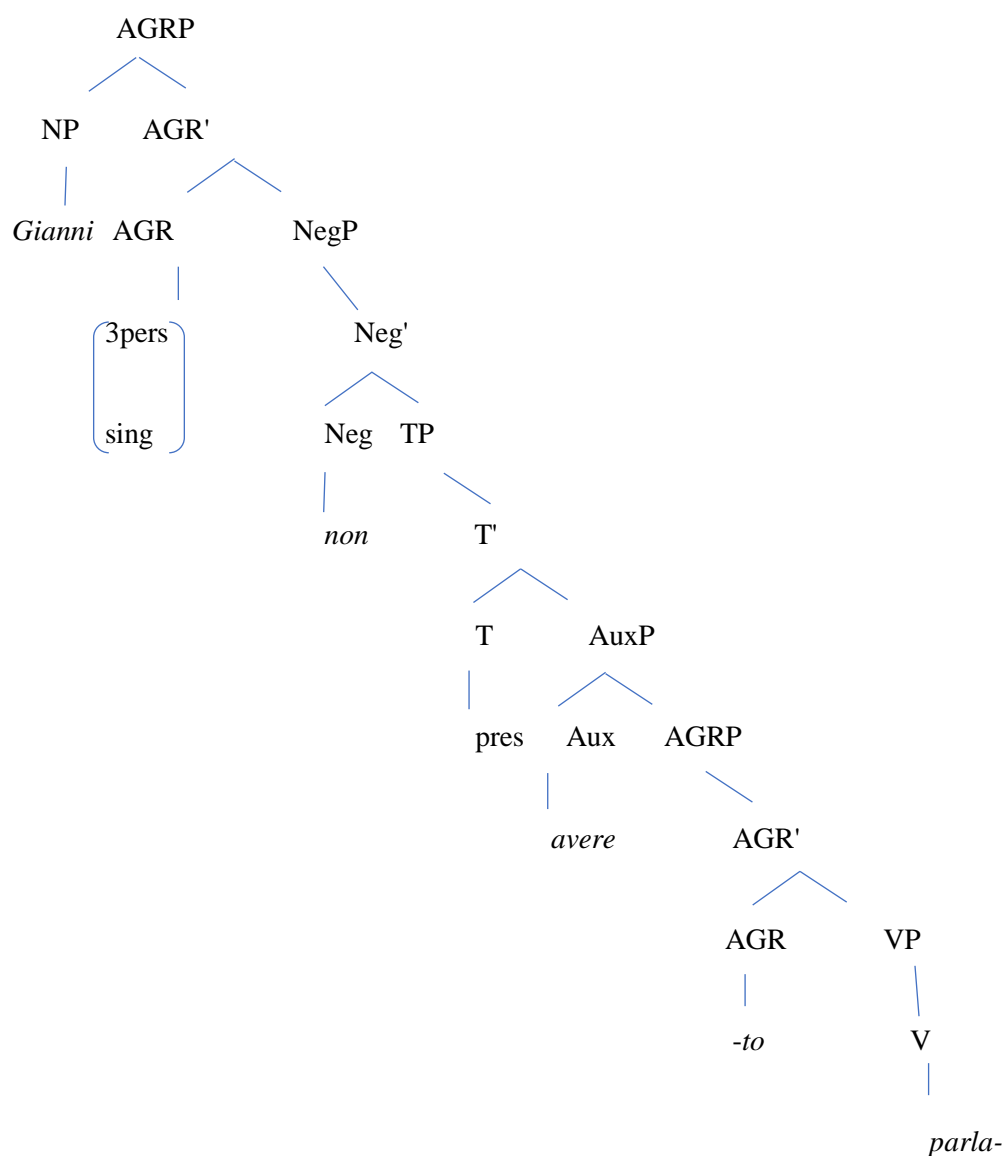 AGRP
NP AGR'
Gianni AGR NegP
3pers Neg'
sing Neg TP
non T'
T AuxP
pres Aux AGRP
avere AGR'
AGR VP
-to V
parla-